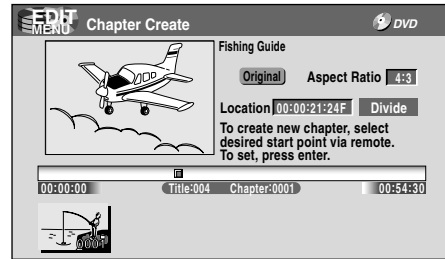 EDIT
MENU
Chapter Create
DVD
Fishing Guide
Original Aspect Ratio 4:3
Location 00:00:21:24F Divide
To create new chapter, select
desired start point via remote.
To set, press enter.
00:00:00 Title:004 Chapter:0001 00:54:30
0001